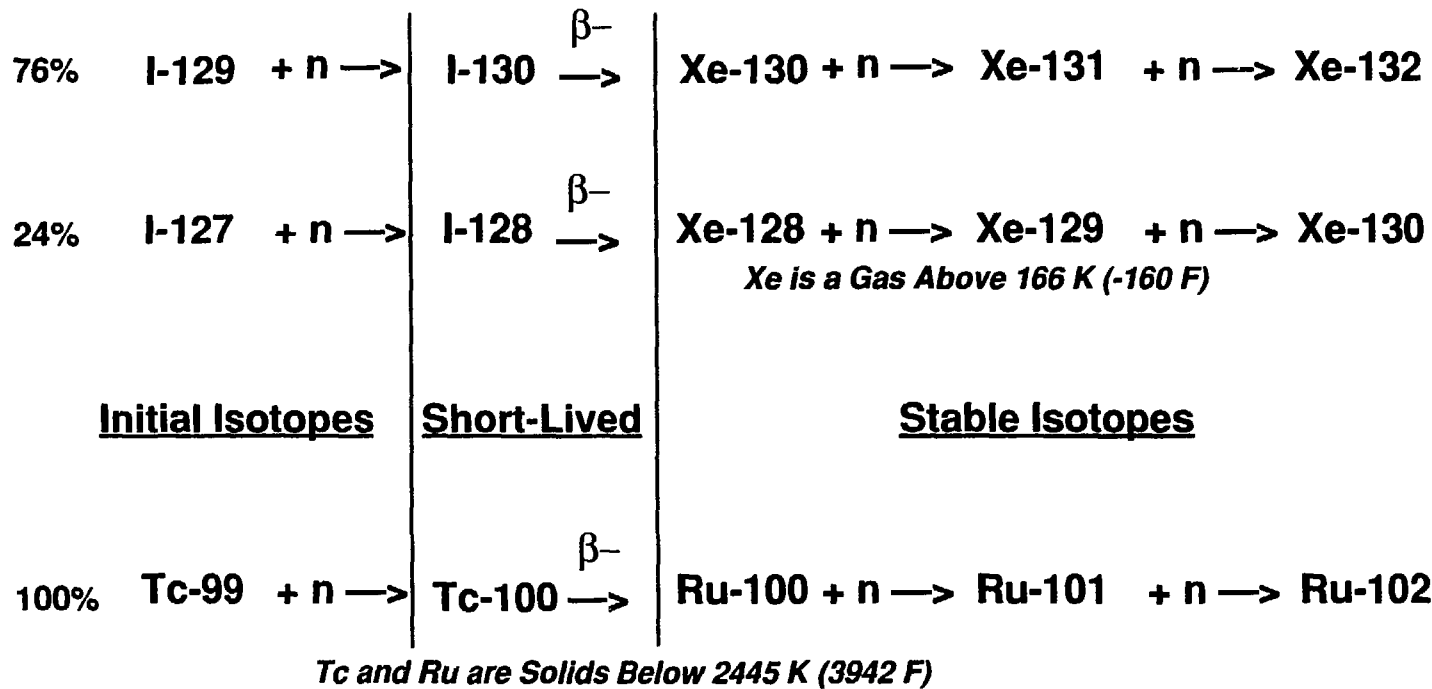 β–
76% I-129 + n —> I-130 —> Xe-130 + n —> Xe-131 + n —> Xe-132
β–
24% I-127 + n —> I-128 —> Xe-128 + n —> Xe-129 + n —> Xe-130
Xe is a Gas Above 166 K (-160 F)
Initial Isotopes Short-Lived Stable Isotopes
β–
100% Tc-99 + n —> Tc-100 —> Ru-100 + n —> Ru-101 + n —> Ru-102
Tc and Ru are Solids Below 2445 K (3942 F)